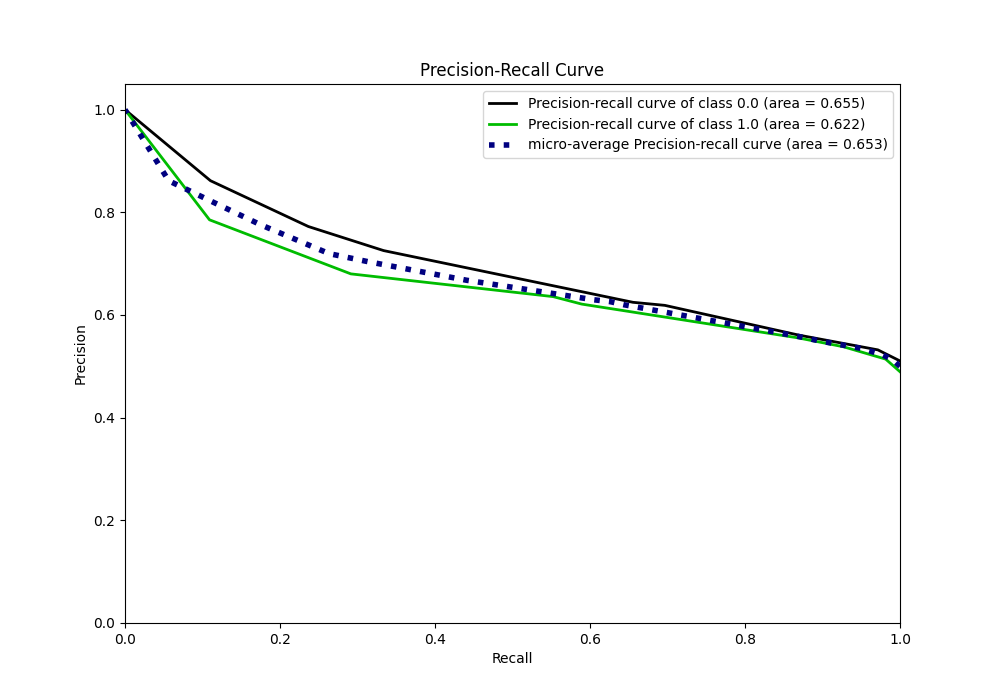 Precision-Recall Curve
Precision-recall curve of class 0.0 (area = 0.655)
Precision-recall curve of class 1.0 (area = 0.622)
micro-average Precision-recall curve (area = 0.653)
Precision
1.0
0.8
0.6
0.4
0.2
0.0
0.0 0.2 0.4 0.6 0.8 1.0
Recall